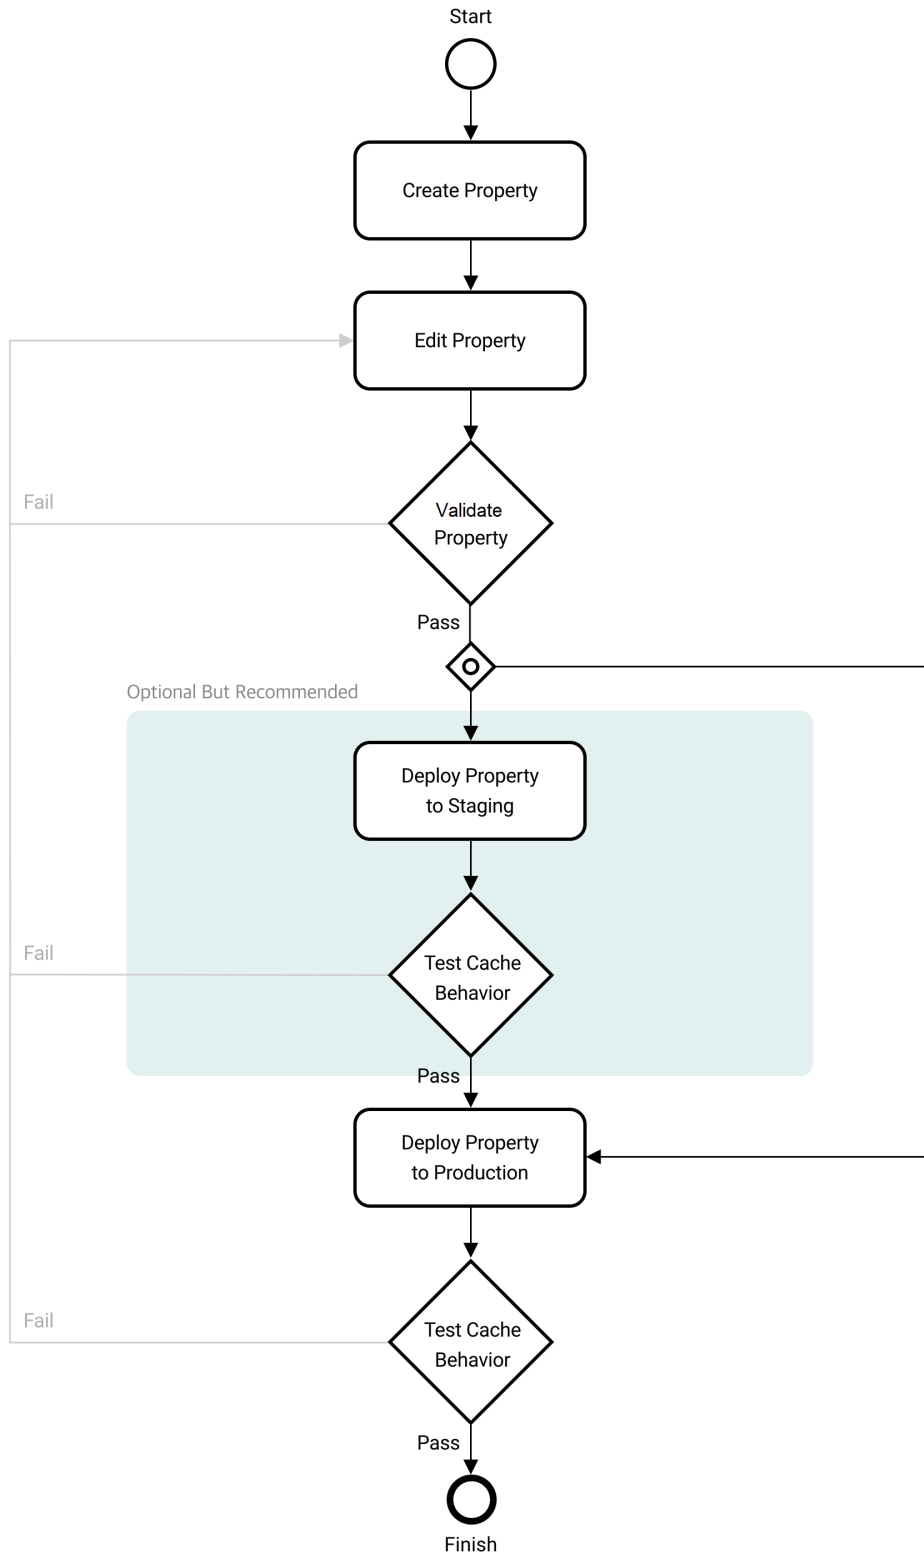 Start
Create Property
Edit Property
Fail
Validate
Property
Pass
Optional But Recommended
Deploy Property
to Staging
Fail
Test Cache
Behavior
Pass
Deploy Property
to Production
Fail
Test Cache
Behavior
Pass
Finish